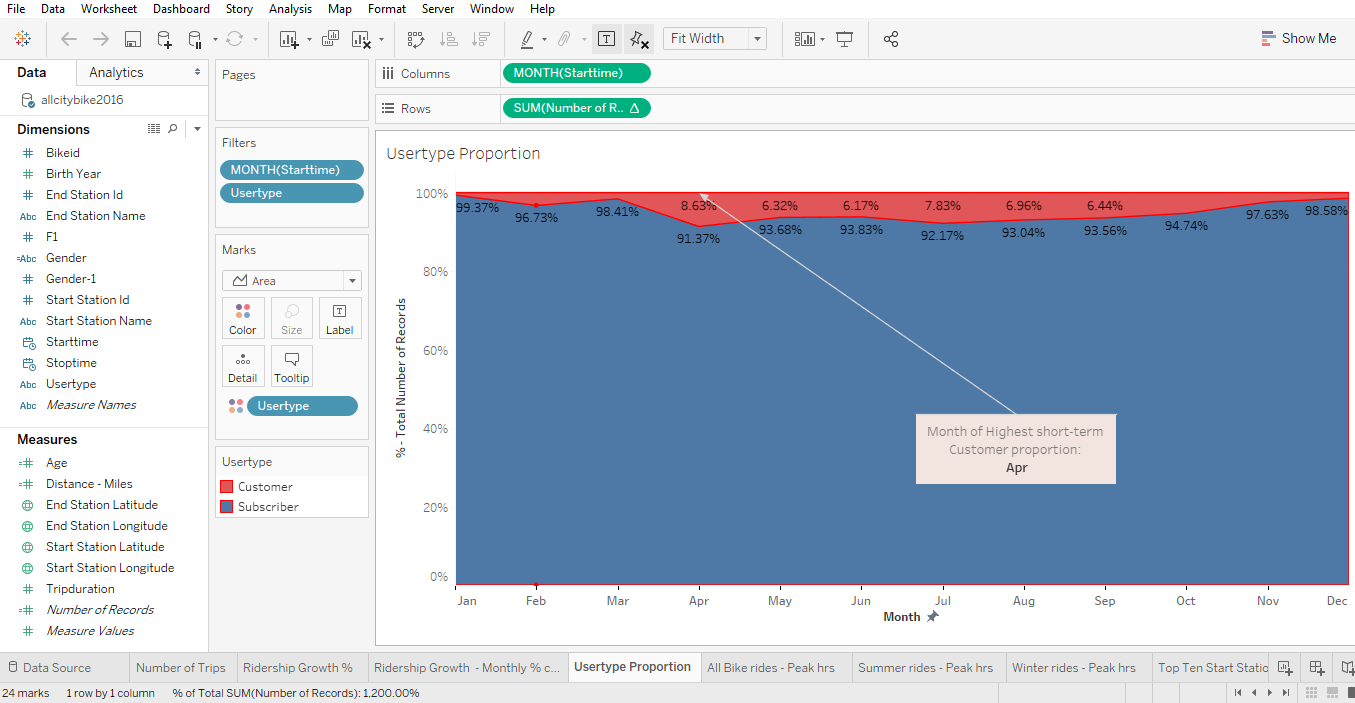 File Data Worksheet Dashboard Story Analysis Map Format Server Window Help
Fit Width
Show Me
Data Analytics
allcitybike2016
Dimensions
Bikeid
Birth Year
End Station Id
Abc End Station Name
F1
=Abc Gender
Gender-1
Start Station Id
Abc Start Station Name
Starttime
Stoptime
Abc Usertype
Abc Measure Names
Measures
Age
Distance - Miles
End Station Latitude
End Station Longitude
Start Station Latitude
Start Station Longitude
Tripduration
Number of Records
Measure Values
Pages
Filters
MONTH(Starttime)
Usertype
Marks
Area
Color Size Label
Detail Tooltip
Usertype
Usertype
Customer
Subscriber
Columns MONTH(Starttime)
Rows SUM(Number of R.. Δ
Usertype Proportion
100%
80%
60%
40%
20%
0%
% - Total Number of Records
8.63% 6.32% 6.17% 7.83% 6.96% 6.44%
99.37% 96.73% 98.41% 91.37% 93.68% 93.83% 92.17% 93.04% 93.56% 94.74% 97.63% 98.58%
Month of Highest short-term
Customer proportion:
Apr
Jan Feb Mar Apr May Jun Jul Aug Sep Oct Nov Dec
Month
Data Source Number of Trips Ridership Growth % Ridership Growth - Monthly % c... Usertype Proportion All Bike rides - Peak hrs Summer rides - Peak hrs Winter rides - Peak hrs Top Ten Start Statio
24 marks 1 row by 1 column % of Total SUM(Number of Records): 1,200.00%